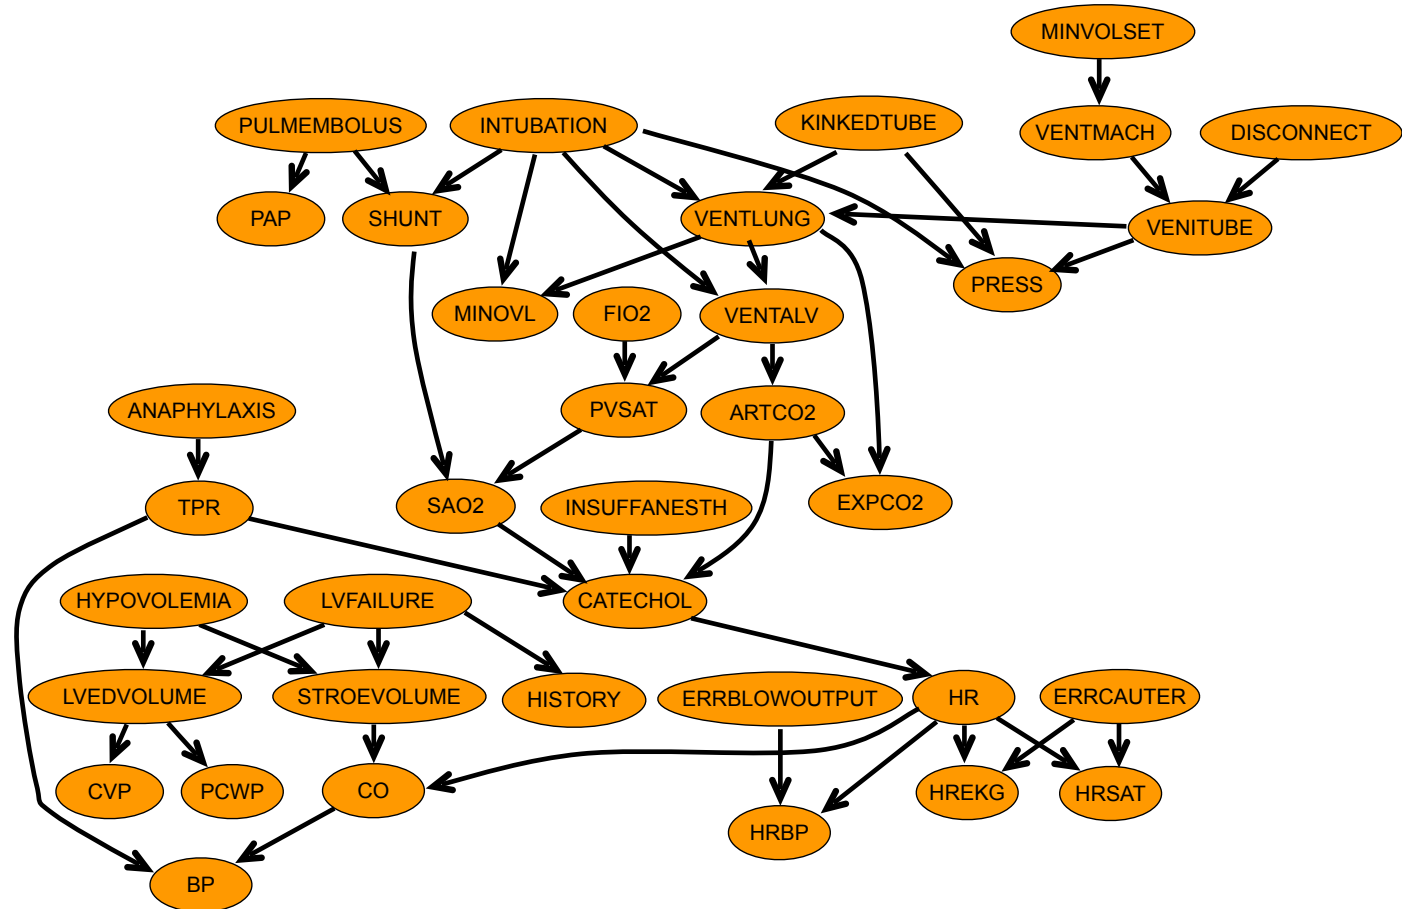 MINVOLSET
PULMEMBOLUS
INTUBATION
KINKEDTUBE
VENTMACH
DISCONNECT
PAP
SHUNT
VENTLUNG
VENITUBE
PRESS
MINOVL
FIO2
VENTALV
ANAPHYLAXIS
PVSAT
ARTCO2
TPR
SAO2
INSUFFANESTH
EXPCO2
HYPOVOLEMIA
LVFAILURE
CATECHOL
LVEDVOLUME
STROEVOLUME
HISTORY
ERRBLOWOUTPUT
HR
ERRCAUTER
CVP
PCWP
CO
HREKG
HRSAT
HRBP
BP